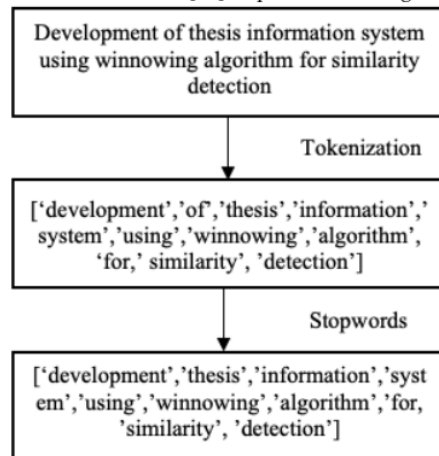 Development of thesis information system
using winnowing algorithm for similarity
detection
Tokenization
[‘development’,’of’,’thesis’,’information’,’
system’,’using’,’winnowing’,’algorithm’,
‘for,’ similarity’, ’detection’]
Stopwords
[‘development’,’thesis’,’information’,’syst
em’,’using’,’winnowing’,’algorithm’,’for,
’similarity’, ’detection’]